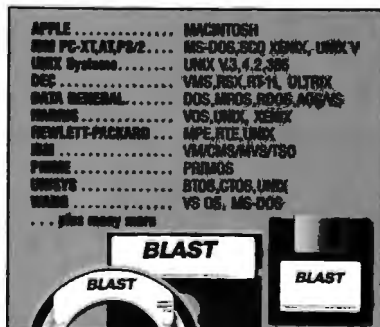 APPLE ............... MACINTOSH
IBM PC-XT,AT,PS/2 .... MS-DOS,SCO XENIX, UNIX V
UNIX Systems ......... UNIX V.3,4.2,386
DEC ................. VMS,RSX,RT-11, ULTRIX
DATA GENERAL ........ DOS,MRDS,RDOS,AOS/VS
HARRIS .............. VOS,UNIX, XENIX
HEWLETT-PACKARD ... MPE,RTE,UNIX
IBM ................. VM/CMS/MVS/TSO
PRIME ............... PRIMOS
UNISYS .............. BTOS,CTOS,UNIX
WANG ................ VS OS, MS-DOS
... plus many more
BLAST
BLAST
BLAST